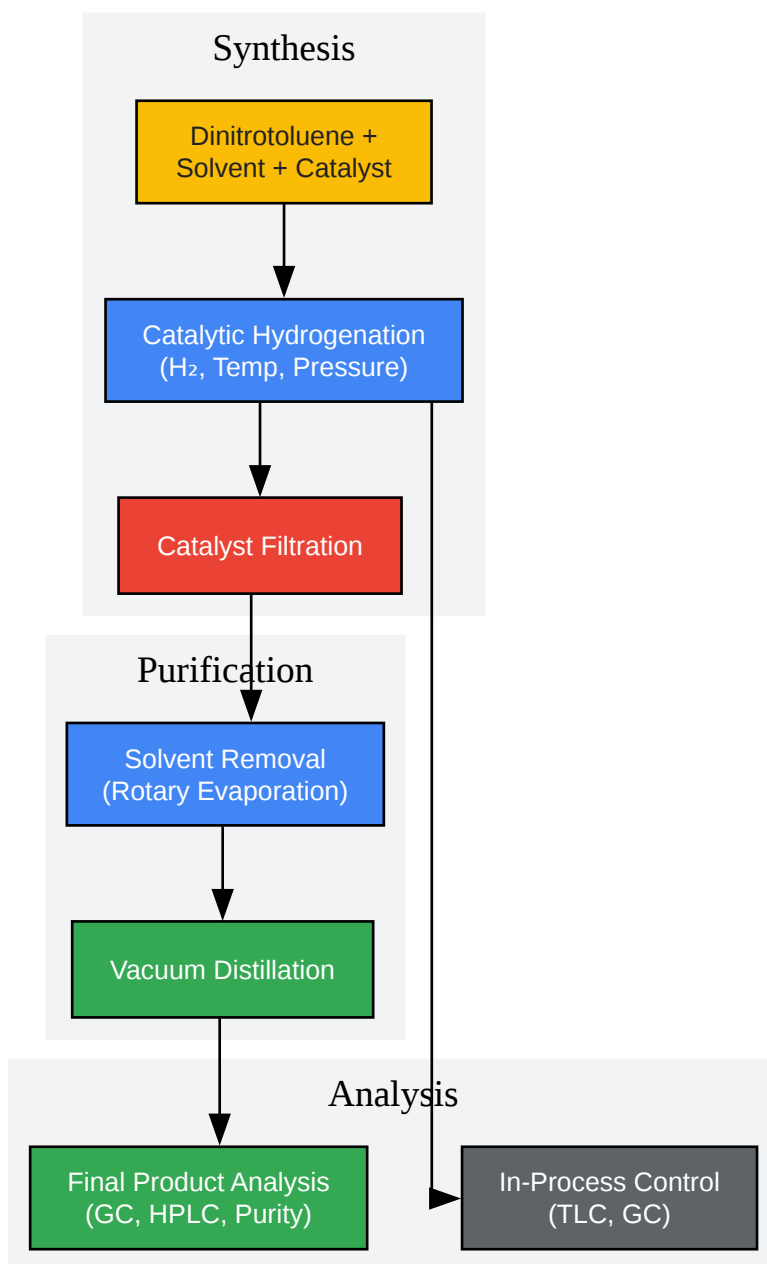 Synthesis
Dinitrotoluene +
Solvent + Catalyst
Catalytic Hydrogenation
(H₂, Temp, Pressure)
Catalyst Filtration
Purification
Solvent Removal
(Rotary Evaporation)
Vacuum Distillation
Analysis
Final Product Analysis
(GC, HPLC, Purity)
In-Process Control
(TLC, GC)